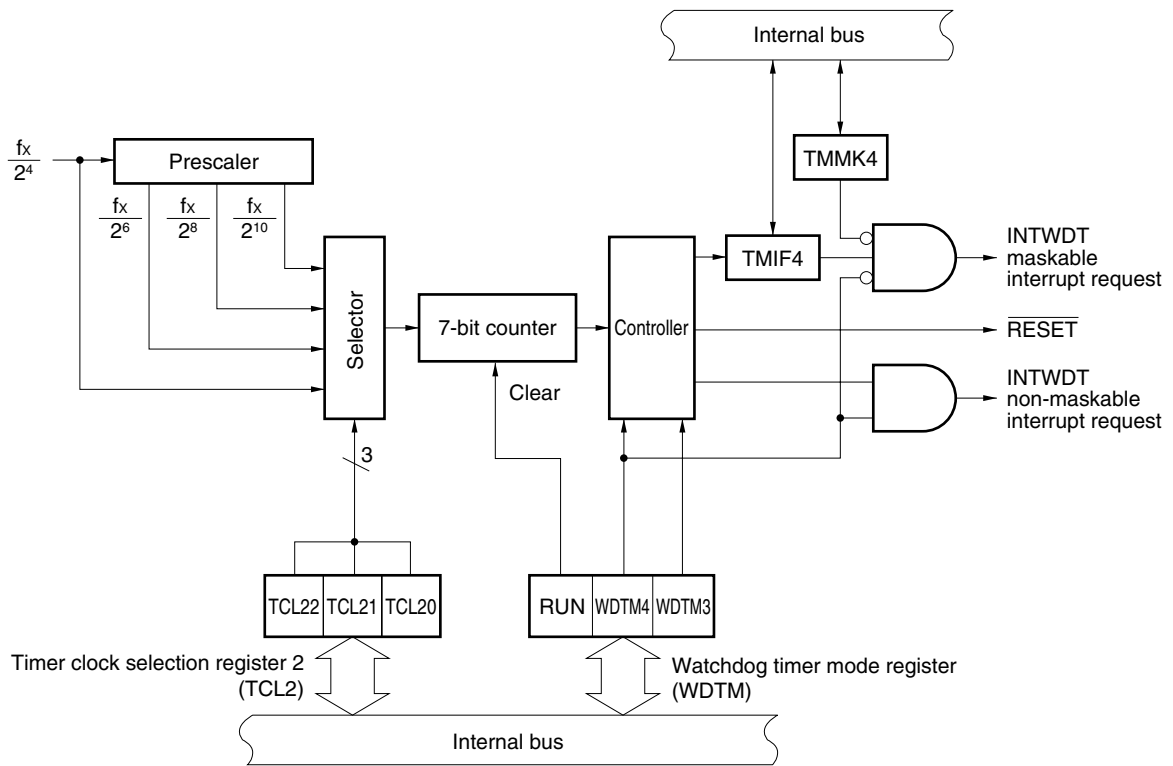 Internal bus
fx
2⁴
Prescaler
TMMK4
fx
2⁶
fx
2⁸
fx
2¹⁰
INTWDT
maskable
interrupt request
TMIF4
Selector
7-bit counter
Controller
RESET
Clear
INTWDT
non-maskable
interrupt request
3
TCL22 TCL21 TCL20
RUN WDTM4 WDTM3
Timer clock selection register 2
(TCL2)
Watchdog timer mode register
(WDTM)
Internal bus